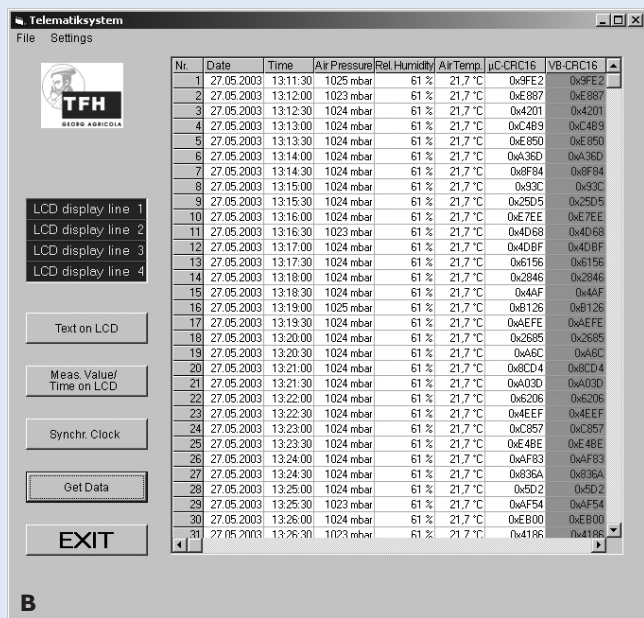 Telematiksystem
File Settings
TFH
GEORG AGRICOLA
LCD display line 1
LCD display line 2
LCD display line 3
LCD display line 4
Text on LCD
Meas. Value/
Time on LCD
Synchr. Clock
Get Data
EXIT
Nr. Date Time Air Pressure Rel. Humidity Air Temp. µC-CRC16 VB-CRC16
1 27.05.2003 13:11:30 1025 mbar 61 % 21,7 °C 0x9FE2 0x9FE2
2 27.05.2003 13:12:00 1023 mbar 61 % 21,7 °C 0xE887 0xE887
3 27.05.2003 13:12:30 1024 mbar 61 % 21,7 °C 0x4201 0x4201
4 27.05.2003 13:13:00 1024 mbar 61 % 21,7 °C 0xC4B9 0xC4B9
5 27.05.2003 13:13:30 1024 mbar 61 % 21,7 °C 0xE850 0xE850
6 27.05.2003 13:14:00 1024 mbar 61 % 21,7 °C 0xA36D 0xA36D
7 27.05.2003 13:14:30 1024 mbar 61 % 21,7 °C 0x8F84 0x8F84
8 27.05.2003 13:15:00 1024 mbar 61 % 21,7 °C 0x93C 0x93C
9 27.05.2003 13:15:30 1024 mbar 61 % 21,7 °C 0x25D5 0x25D5
10 27.05.2003 13:16:00 1024 mbar 61 % 21,7 °C 0xE7EE 0xE7EE
11 27.05.2003 13:16:30 1023 mbar 61 % 21,7 °C 0x4D68 0x4D68
12 27.05.2003 13:17:00 1024 mbar 61 % 21,7 °C 0x4DBF 0x4DBF
13 27.05.2003 13:17:30 1024 mbar 61 % 21,7 °C 0x6156 0x6156
14 27.05.2003 13:18:00 1024 mbar 61 % 21,7 °C 0x2846 0x2846
15 27.05.2003 13:18:30 1024 mbar 61 % 21,7 °C 0x4AF 0x4AF
16 27.05.2003 13:19:00 1025 mbar 61 % 21,7 °C 0xB126 0xB126
17 27.05.2003 13:19:30 1024 mbar 61 % 21,7 °C 0xAEFE 0xAEFE
18 27.05.2003 13:20:00 1024 mbar 61 % 21,7 °C 0x2685 0x2685
19 27.05.2003 13:20:30 1024 mbar 61 % 21,7 °C 0xA6C 0xA6C
20 27.05.2003 13:21:00 1024 mbar 61 % 21,7 °C 0x8CD4 0x8CD4
21 27.05.2003 13:21:30 1024 mbar 61 % 21,7 °C 0xA03D 0xA03D
22 27.05.2003 13:22:00 1024 mbar 61 % 21,7 °C 0x6206 0x6206
23 27.05.2003 13:22:30 1024 mbar 61 % 21,7 °C 0x4EEF 0x4EEF
24 27.05.2003 13:23:00 1024 mbar 61 % 21,7 °C 0xC857 0xC857
25 27.05.2003 13:23:30 1024 mbar 61 % 21,7 °C 0xE4BE 0xE4BE
26 27.05.2003 13:24:00 1024 mbar 61 % 21,7 °C 0xAF83 0xAF83
27 27.05.2003 13:24:30 1024 mbar 61 % 21,7 °C 0x836A 0x836A
28 27.05.2003 13:25:00 1024 mbar 61 % 21,7 °C 0x5D2 0x5D2
29 27.05.2003 13:25:30 1023 mbar 61 % 21,7 °C 0xAF54 0xAF54
30 27.05.2003 13:26:00 1024 mbar 61 % 21,7 °C 0xEB00 0xEB00
31 27.05.2003 13:26:30 1023 mbar 61 % 21,7 °C 0x4186 0x4186
B